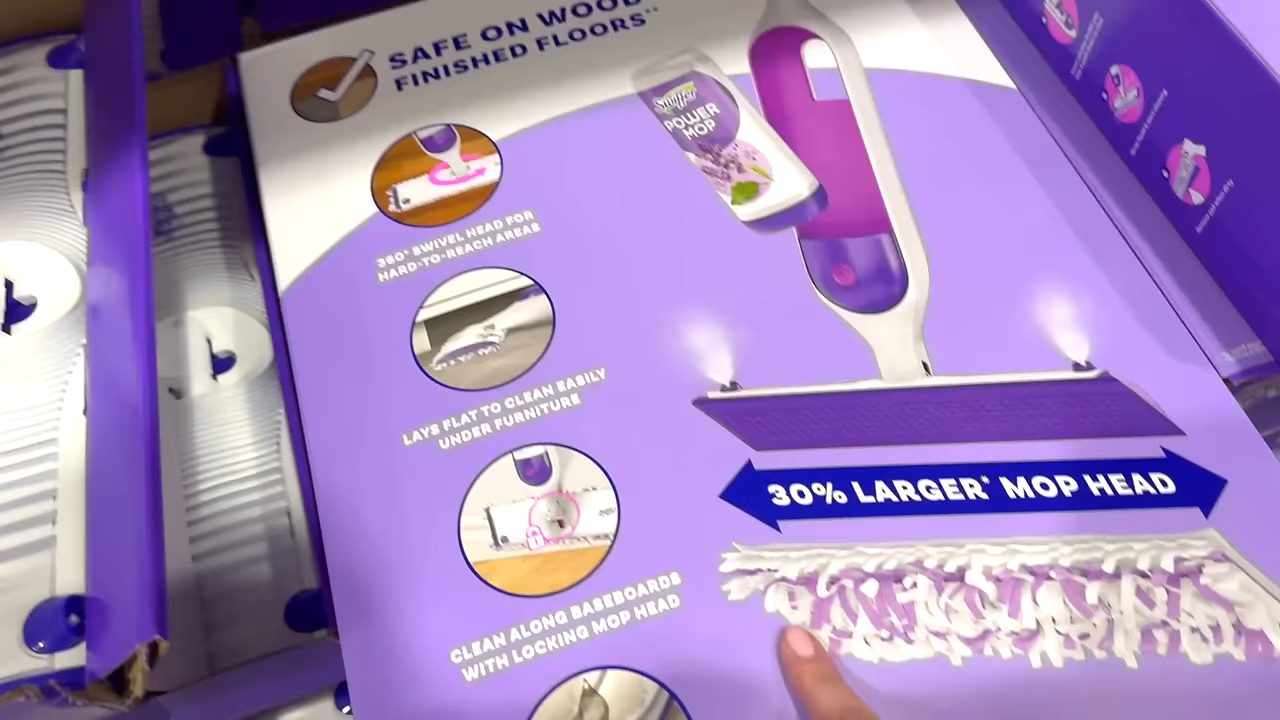 SAFE ON WOOD
FINISHED FLOORS**
Swiffer
POWER
MOP
360° SWIVEL HEAD FOR
HARD-TO-REACH AREAS
LAYS FLAT TO CLEAN EASILY
UNDER FURNITURE
30% LARGER* MOP HEAD
CLEAN ALONG BASEBOARDS
WITH LOCKING MOP HEAD